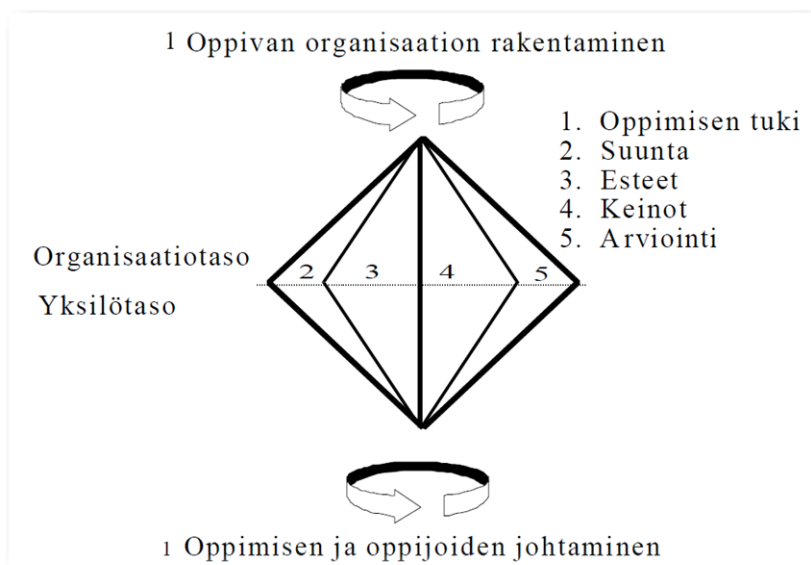 1 Oppivan organisaation rakentaminen
1. Oppimisen tuki
2. Suunta
3. Esteet
4. Keinot
5. Arviointi
Organisaatiotaso
2 3 4 5
Yksilötaso
1 Oppimisen ja oppijoiden johtaminen